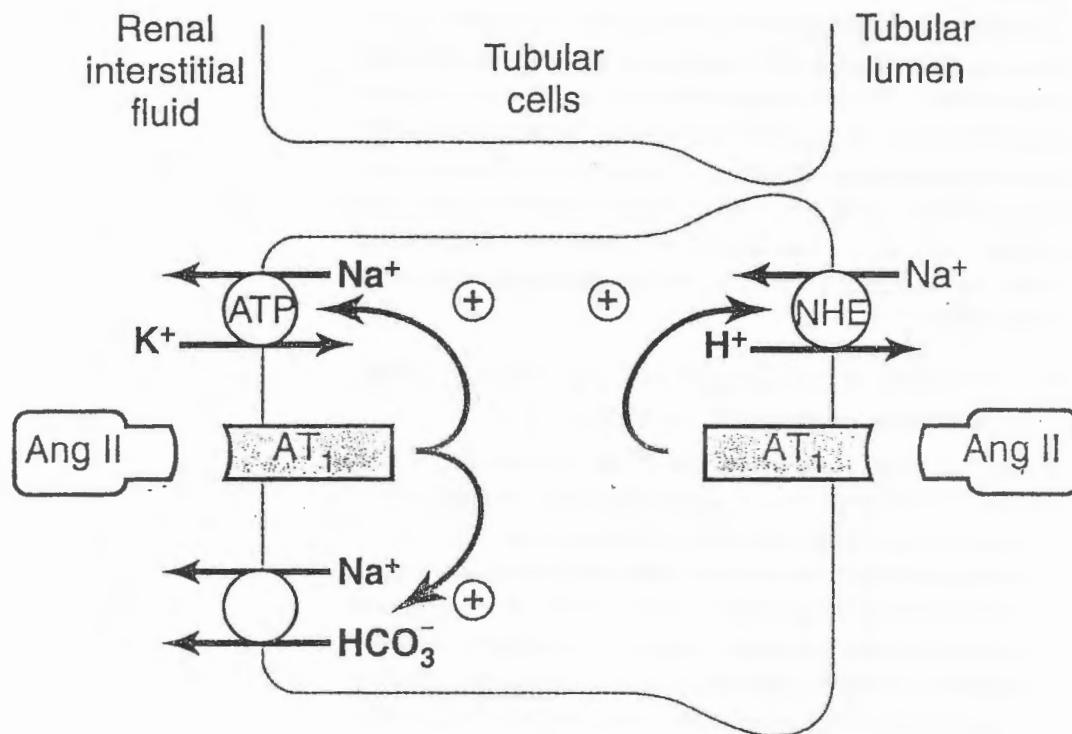 Renal
interstitial
fluid
Tubular
cells
Tubular
lumen
Na⁺
ATP
K⁺
+
+
Na⁺
NHE
H⁺
Ang II
AT₁
AT₁
Ang II
Na⁺
HCO₃⁻
+